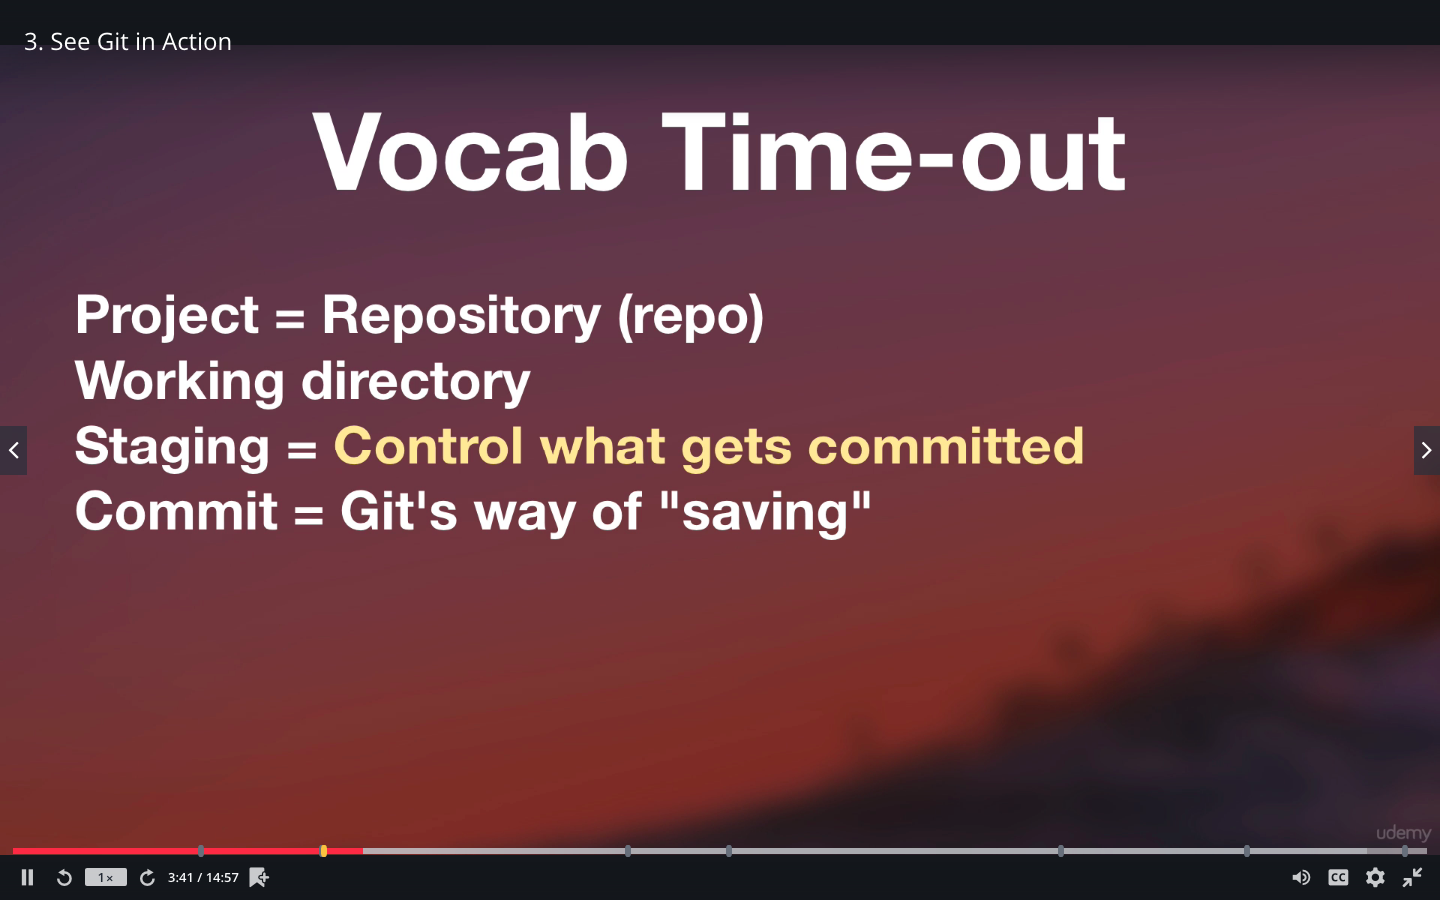 3. See Git in Action
Vocab Time-out
Project = Repository (repo)
Working directory
Staging = Control what gets committed
Commit = Git's way of "saving"
udemy
1×
3:41 / 14:57
CC